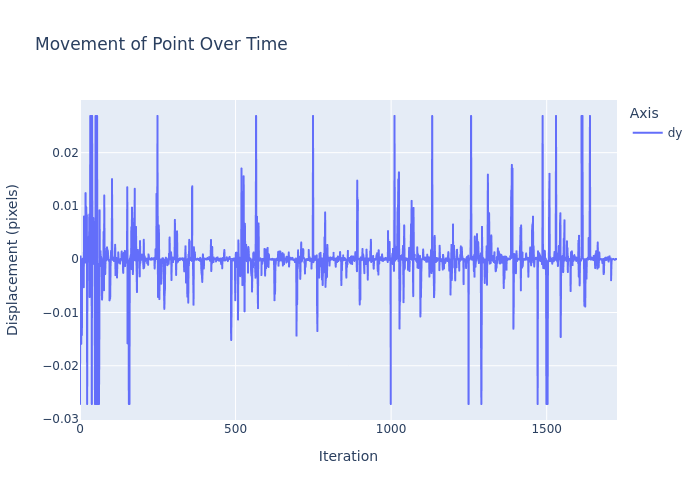 Movement of Point Over Time
Axis
dy
Displacement (pixels)
0.02
0.01
0
−0.01
−0.02
−0.03
0
500
1000
1500
Iteration